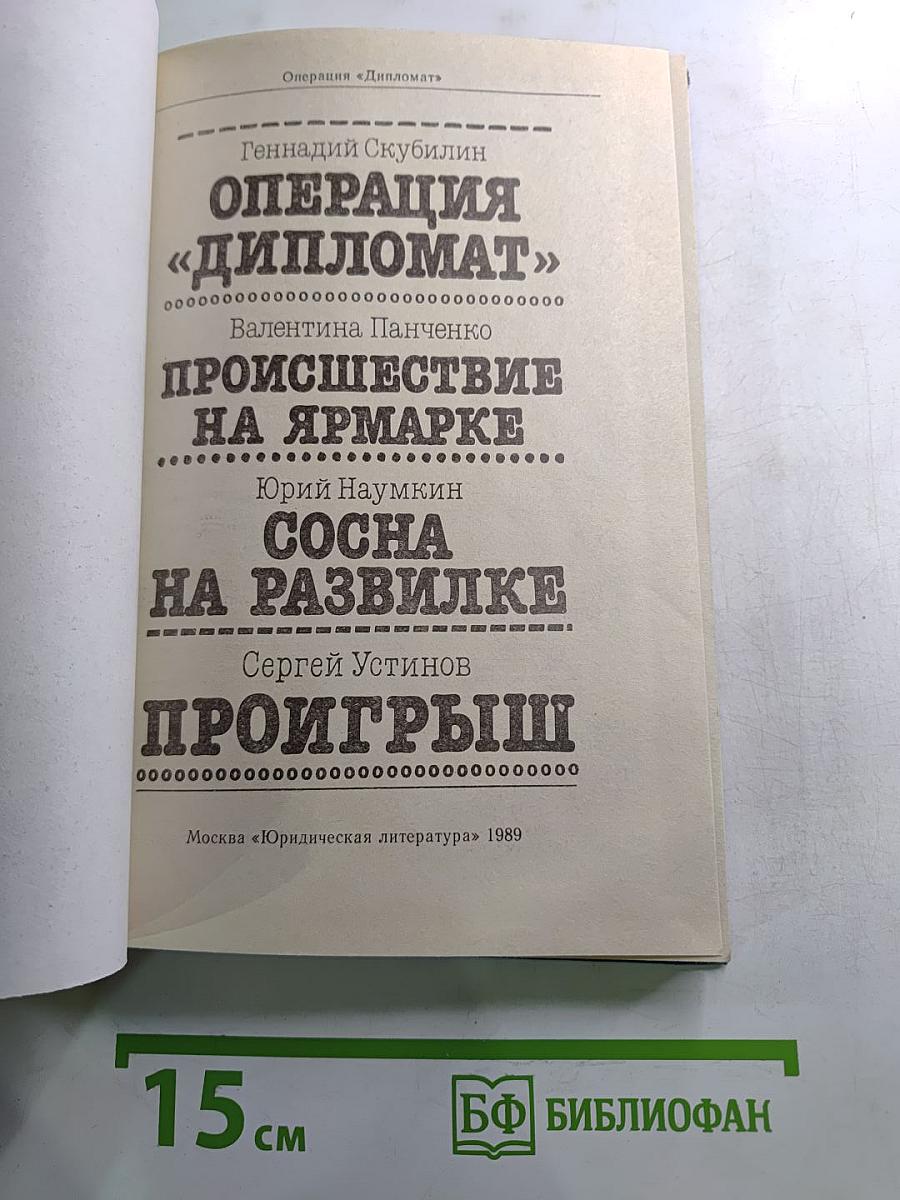 Операция «Дипломат»
Геннадий Скубилин
ОПЕРАЦИЯ
«ДИПЛОМАТ»
Валентина Панченко
ПРОИСШЕСТВИЕ
НА ЯРМАРКЕ
Юрий Наумкин
СОСНА
НА РАЗВИЛКЕ
Сергей Устинов
ПРОИГРЫШ
Москва «Юридическая литература» 1989
15 см
БФ БИБЛИОФАН